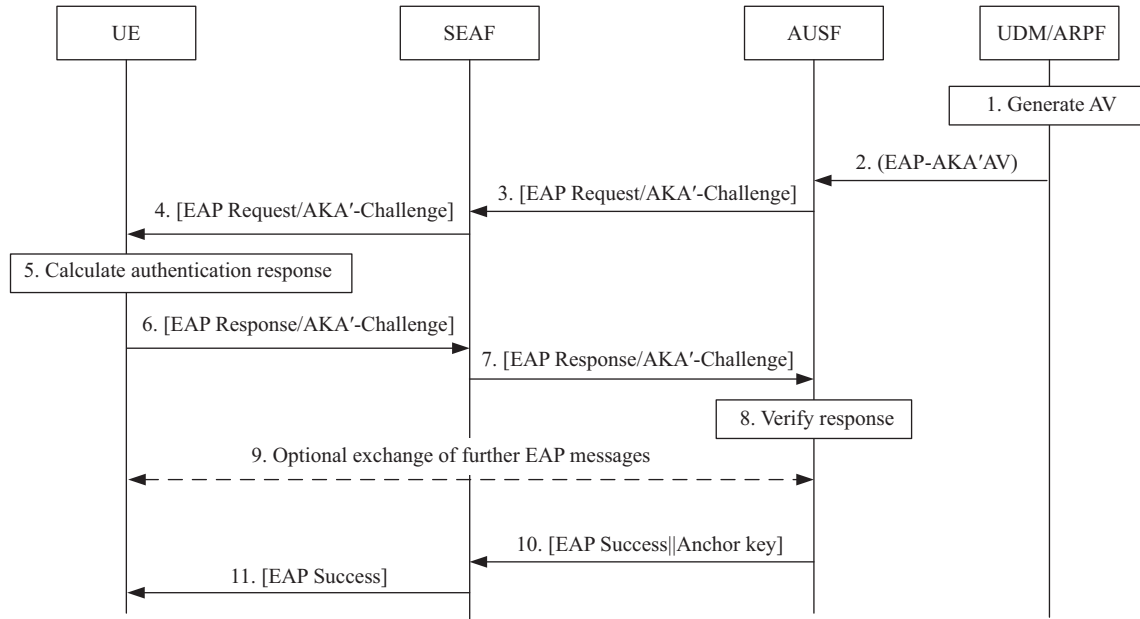 UE
SEAF
AUSF
UDM/ARPF
1. Generate AV
2. (EAP-AKA′AV)
3. [EAP Request/AKA′-Challenge]
4. [EAP Request/AKA′-Challenge]
5. Calculate authentication response
6. [EAP Response/AKA′-Challenge]
7. [EAP Response/AKA′-Challenge]
8. Verify response
9. Optional exchange of further EAP messages
10. [EAP Success||Anchor key]
11. [EAP Success]